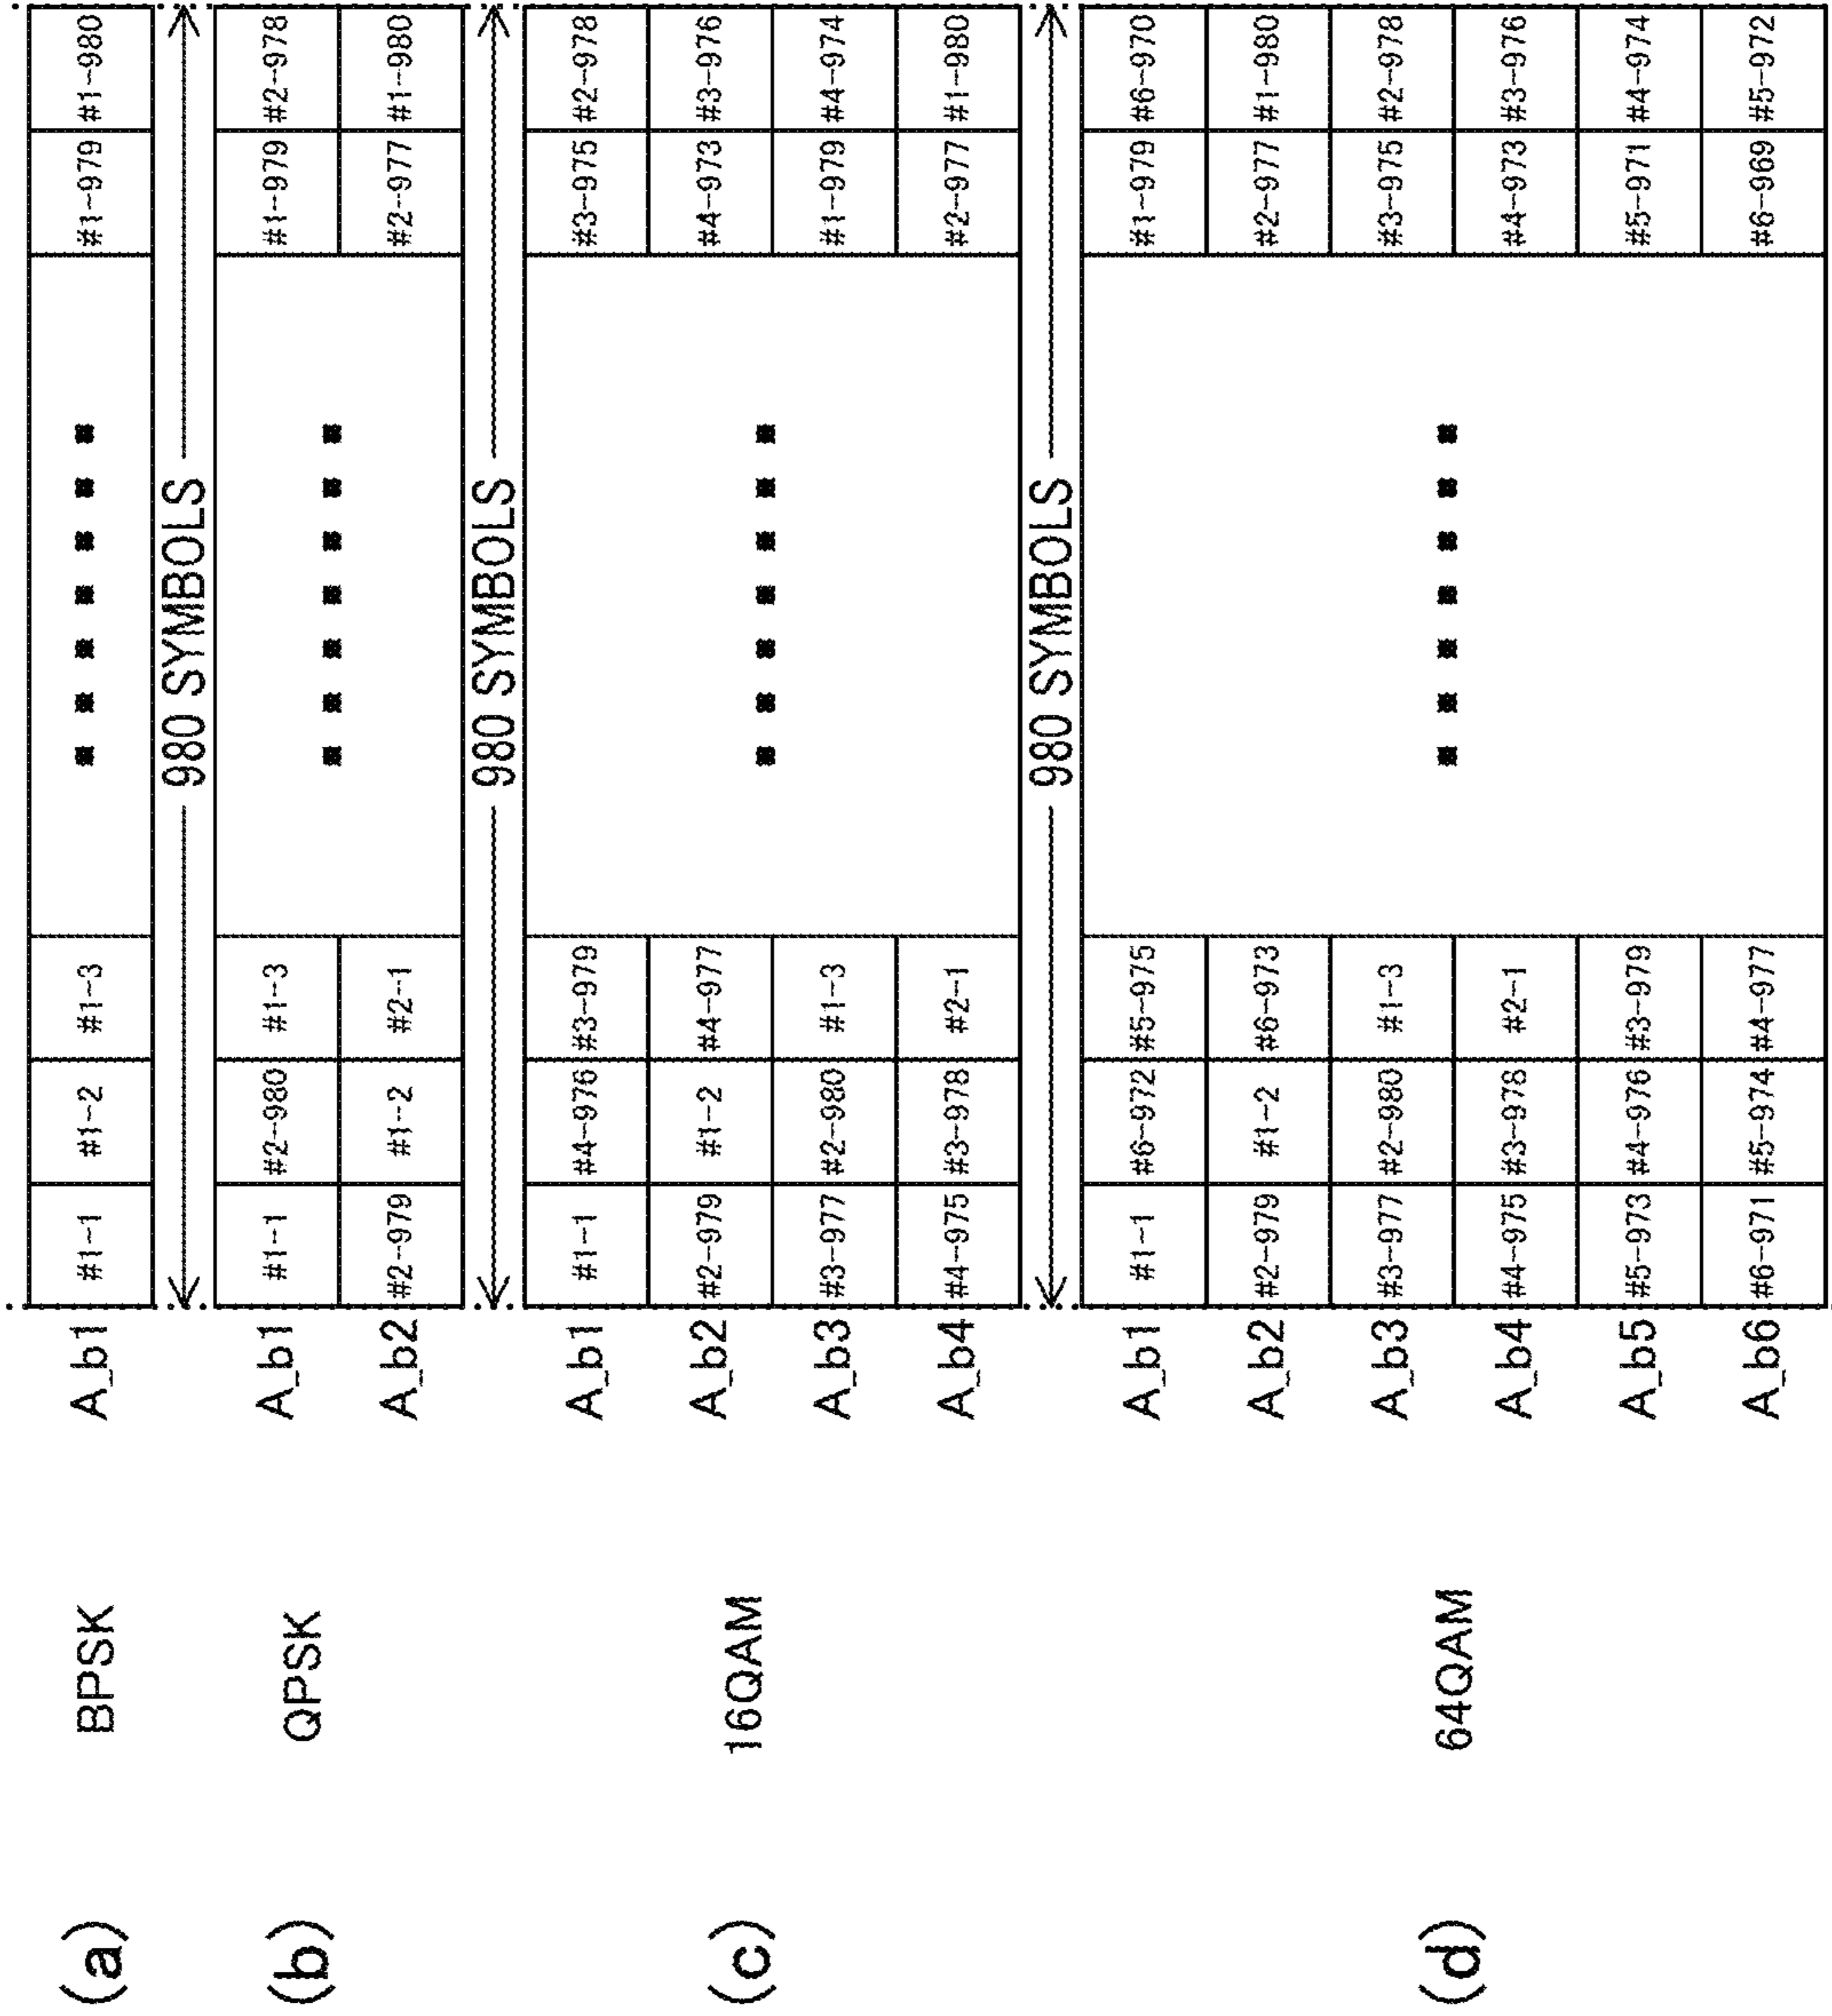 (a) BPSK
A_b1 #1-1 #1-2 #1-3 #1-979 #1-980
980 SYMBOLS
(b) QPSK
A_b1 #1-1 #2-980 #1-3 #1-979 #2-978
A_b2 #2-979 #1-2 #2-1 #2-977 #1-980
980 SYMBOLS
(c) 16QAM
A_b1 #1-1 #4-976 #3-979 #3-975 #2-978
A_b2 #2-979 #1-2 #4-977 #4-973 #3-976
A_b3 #3-977 #2-980 #1-3 #1-979 #4-974
A_b4 #4-975 #3-978 #2-1 #2-977 #1-980
980 SYMBOLS
(d) 64QAM
A_b1 #1-1 #6-972 #5-975 #1-979 #6-970
A_b2 #2-979 #1-2 #6-973 #2-977 #1-980
A_b3 #3-977 #2-980 #1-3 #3-975 #2-978
A_b4 #4-975 #3-978 #2-1 #4-973 #3-976
A_b5 #5-973 #4-976 #3-979 #5-971 #4-974
A_b6 #6-971 #5-974 #4-977 #6-969 #5-972